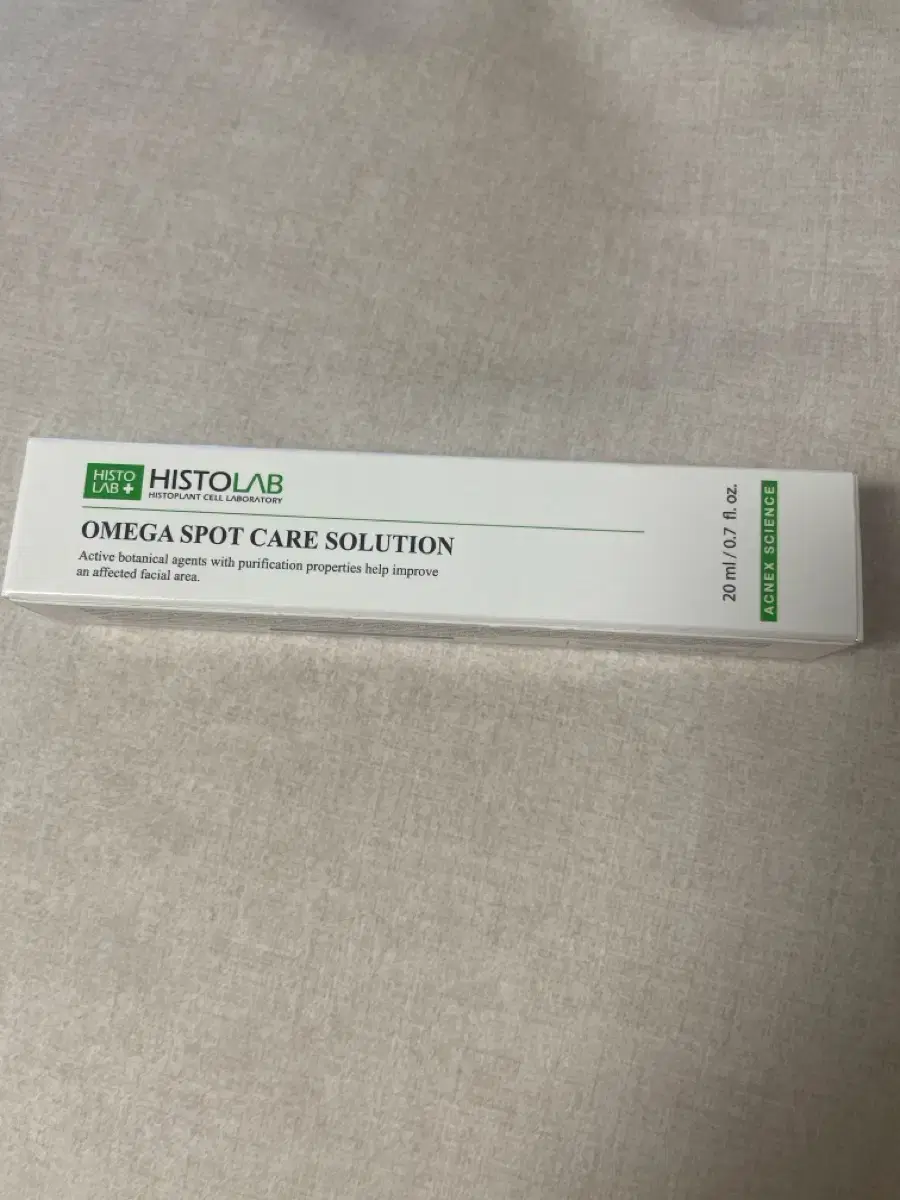 HISTO
LAB+
HISTOLAB
HISTOPLANT CELL LABORATORY
OMEGA SPOT CARE SOLUTION
Active botanical agents with purification properties help improve
an affected facial area.
20 ml / 0.7 fl. oz.
ACNEX SCIENCE